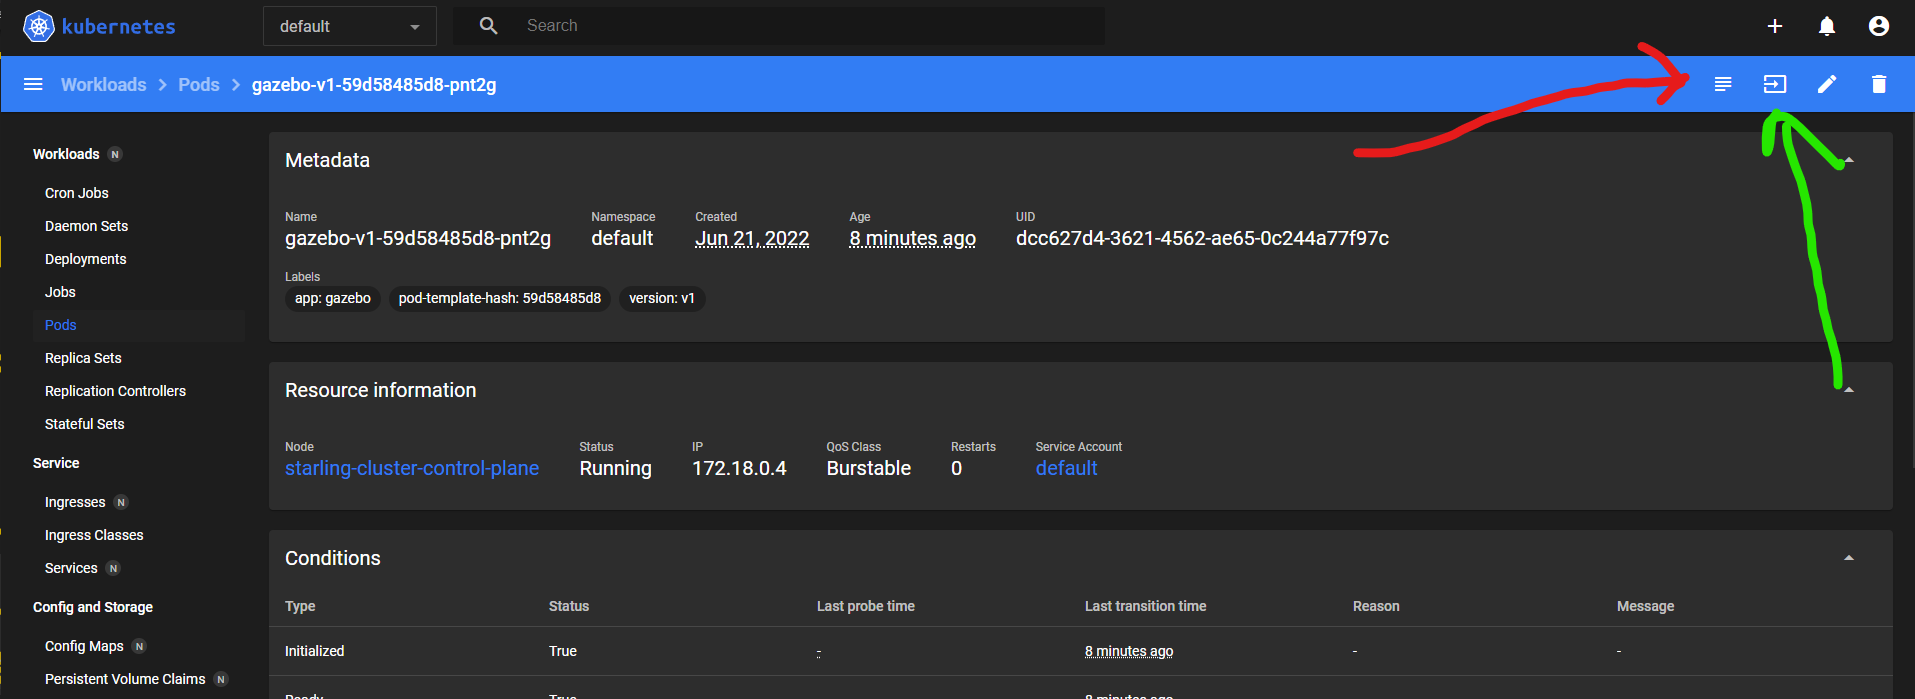 kubernetes default Search
Workloads Pods gazebo-v1-59d58485d8-pnt2g
Workloads N
Cron Jobs
Daemon Sets
Deployments
Jobs
Pods
Replica Sets
Replication Controllers
Stateful Sets
Service
Ingresses N
Ingress Classes
Services N
Config and Storage
Config Maps N
Persistent Volume Claims N
Metadata
Name Namespace Created Age UID
gazebo-v1-59d58485d8-pnt2g default Jun 21, 2022 8 minutes ago dcc627d4-3621-4562-ae65-0c244a77f97c
Labels
app: gazebo pod-template-hash: 59d58485d8 version: v1
Resource information
Node Status IP QoS Class Restarts Service Account
starling-cluster-control-plane Running 172.18.0.4 Burstable 0 default
Conditions
Type Status Last probe time Last transition time Reason Message
Initialized True - 8 minutes ago - -
Ready True 8 minutes ago